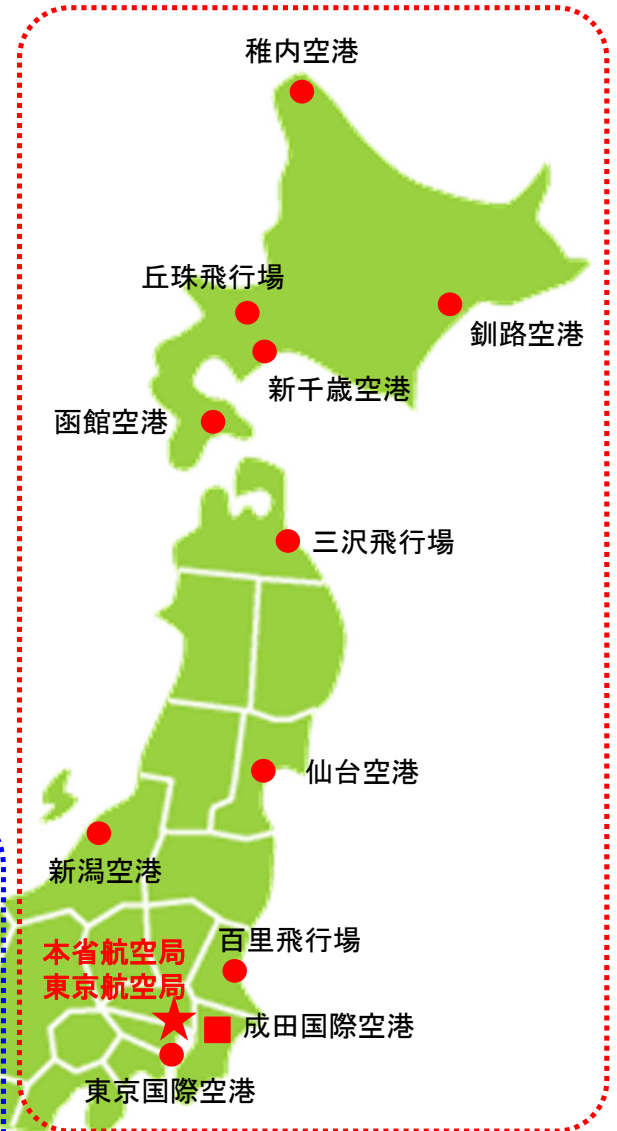 稚内空港
丘珠飛行場
釧路空港
新千歳空港
函館空港
三沢飛行場
仙台空港
新潟空港
百里飛行場
本省航空局
東京航空局
成田国際空港
東京国際空港